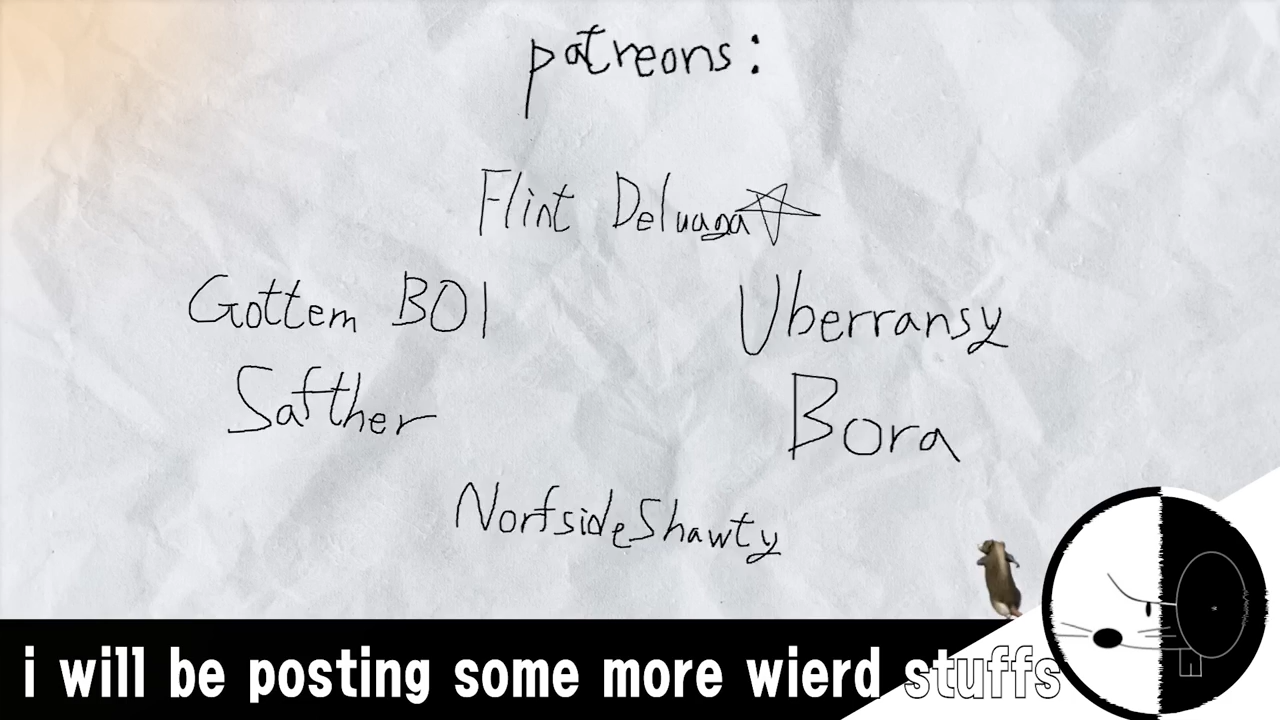 patreons:
Flint Deluaga
Gottem BOI
Uberransy
Safther
Bora
NorfsideShawty
i will be posting some more wierd stuffs